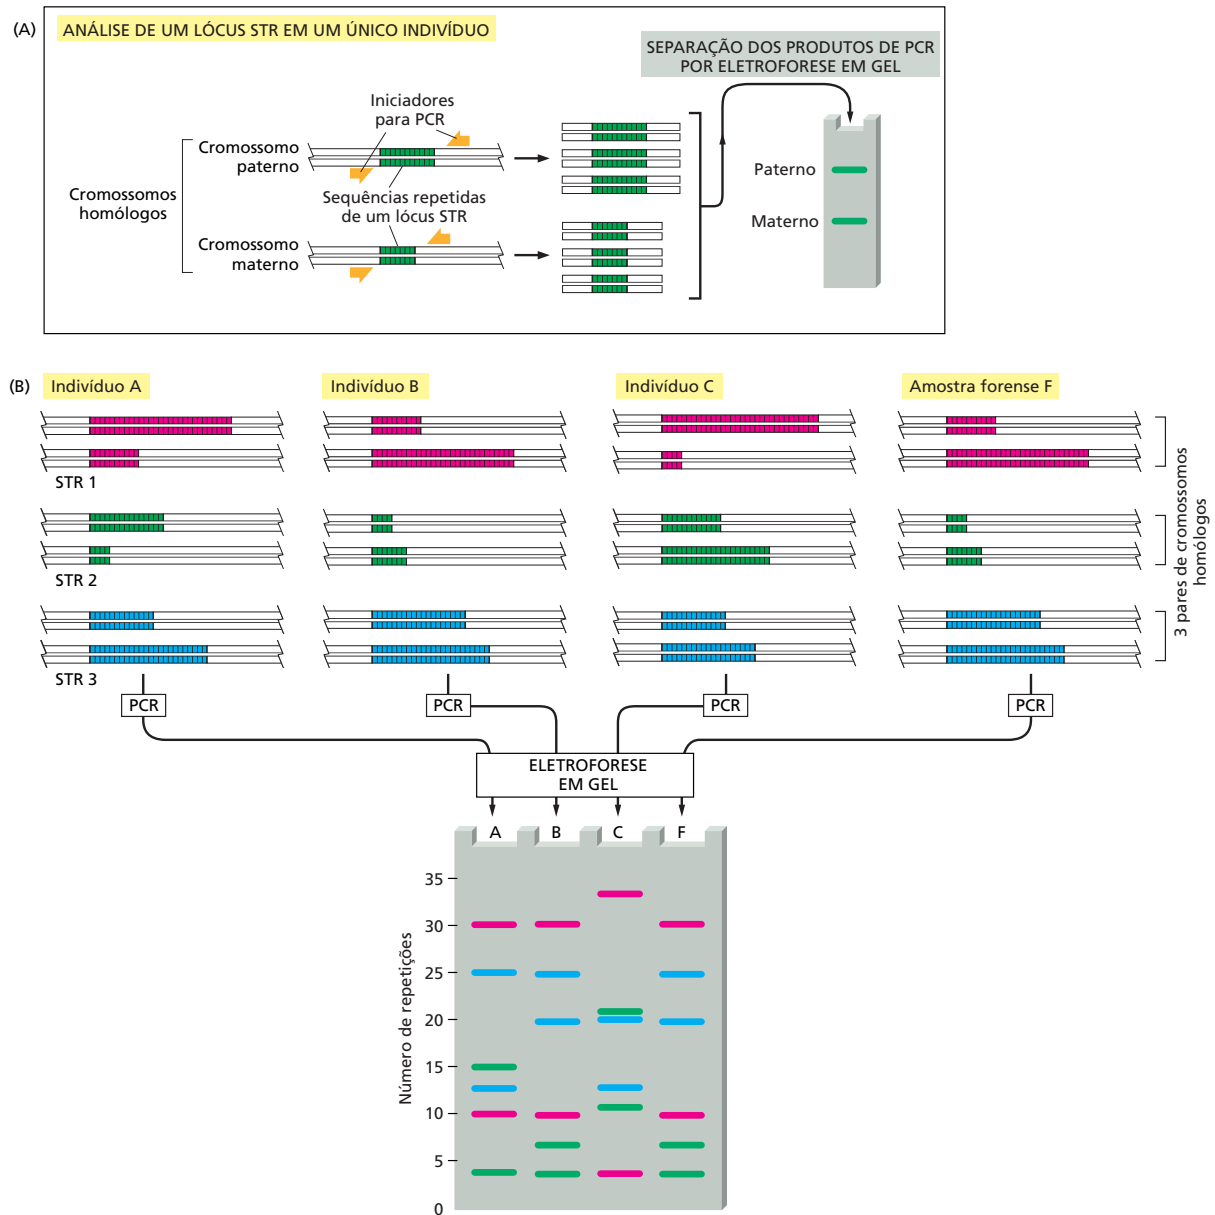 (A)
ANÁLISE DE UM LÓCUS STR EM UM ÚNICO INDIVÍDUO
SEPARAÇÃO DOS PRODUTOS DE PCR
POR ELETROFORESE EM GEL
Iniciadores
para PCR
Cromossomo
paterno
Cromossomos
homólogos
Sequências repetidas
de um lócus STR
Cromossomo
materno
Paterno
Materno
(B)
Indivíduo A
Indivíduo B
Indivíduo C
Amostra forense F
STR 1
STR 2
STR 3
3 pares de cromossomos
homólogos
PCR
PCR
PCR
PCR
ELETROFORESE
EM GEL
A
B
C
F
Número de repetições
35
30
25
20
15
10
5
0